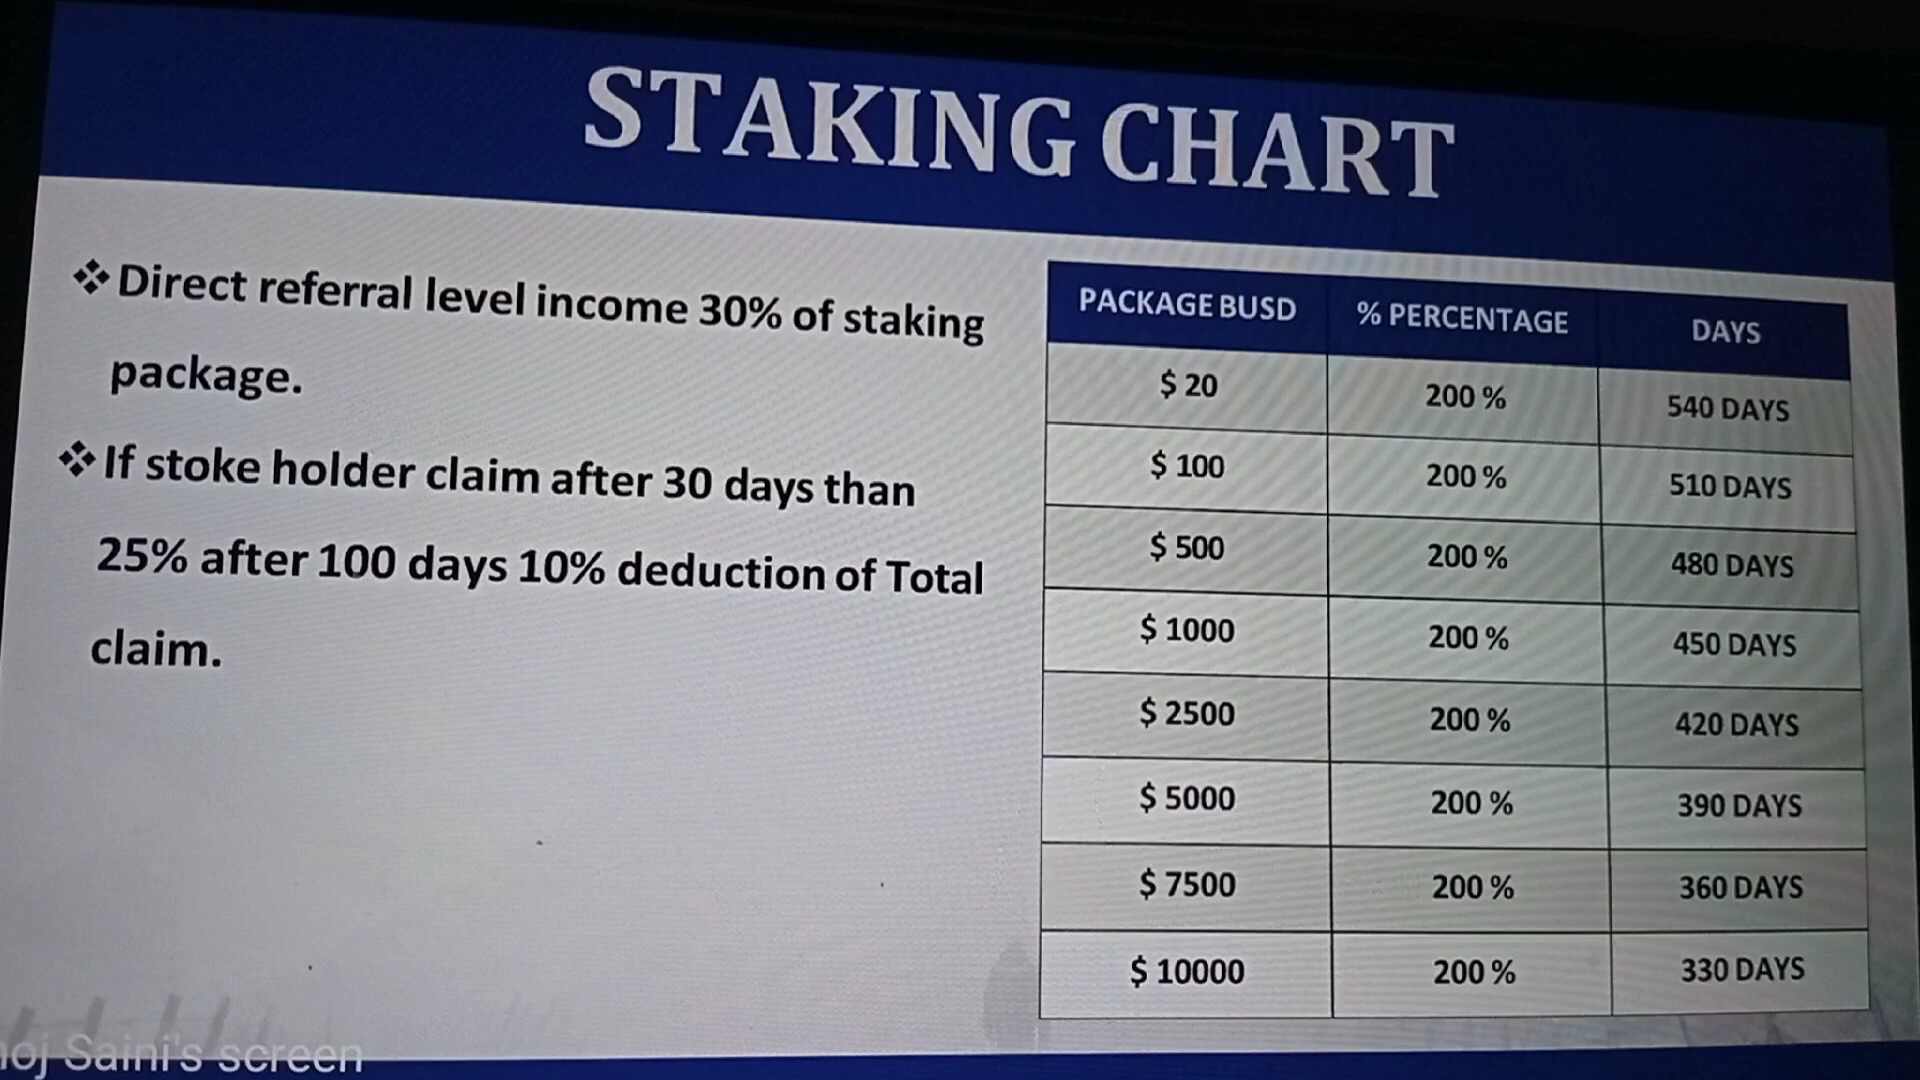 STAKING CHART
❖Direct referral level income 30% of staking
package.
❖If stoke holder claim after 30 days than
25% after 100 days 10% deduction of Total
claim.
PACKAGE BUSD % PERCENTAGE DAYS
$ 20 200 % 540 DAYS
$ 100 200 % 510 DAYS
$ 500 200 % 480 DAYS
$ 1000 200 % 450 DAYS
$ 2500 200 % 420 DAYS
$ 5000 200 % 390 DAYS
$ 7500 200 % 360 DAYS
$ 10000 200 % 330 DAYS
Saini's screen